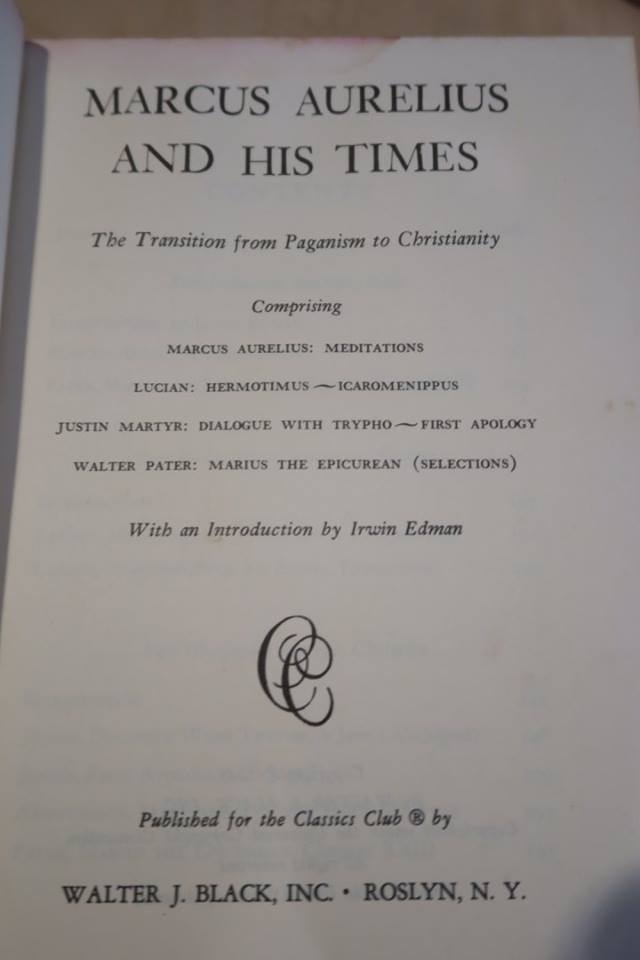 MARCUS AURELIUS
AND HIS TIMES
The Transition from Paganism to Christianity
Comprising
MARCUS AURELIUS: MEDITATIONS
LUCIAN: HERMOTIMUS~ICAROMENIPPUS
JUSTIN MARTYR: DIALOGUE WITH TRYPHO~FIRST APOLOGY
WALTER PATER: MARIUS THE EPICUREAN (SELECTIONS)
With an Introduction by Irwin Edman
CC
Published for the Classics Club ® by
WALTER J. BLACK, INC. • ROSLYN, N. Y.